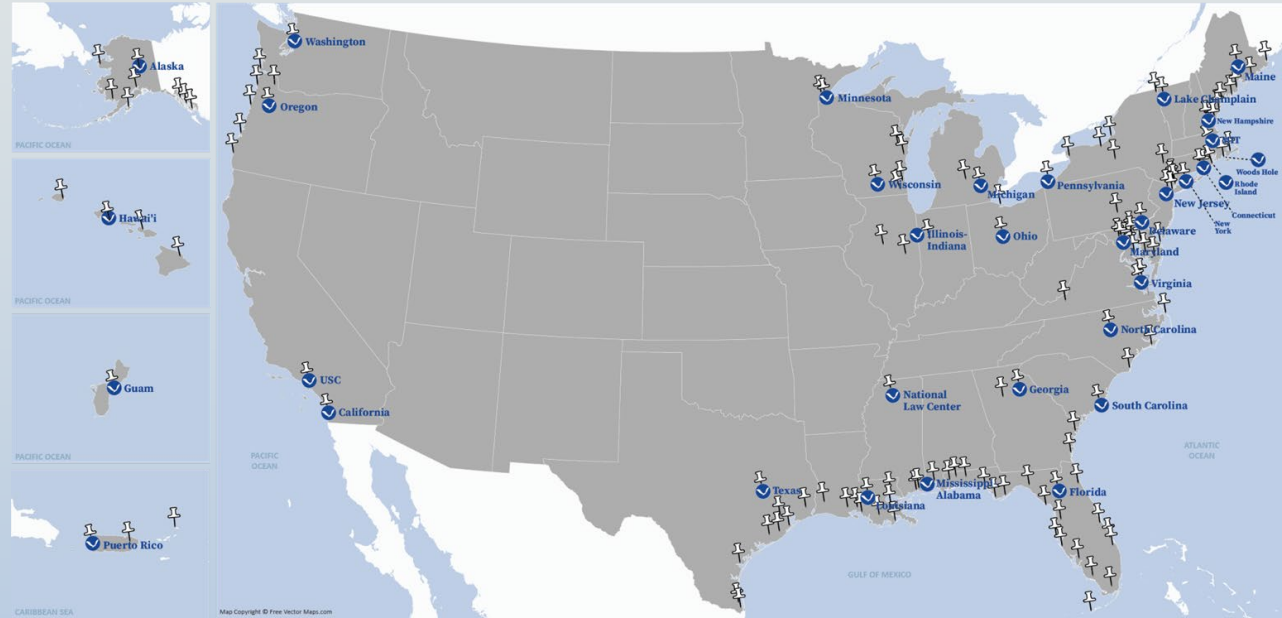 Alaska
PACIFIC OCEAN
Hawai'i
PACIFIC OCEAN
Guam
PACIFIC OCEAN
Puerto Rico
CARIBBEAN SEA
Washington
Oregon
USC
California
PACIFIC
OCEAN
Minnesota
Wisconsin
Michigan
Illinois-
Indiana
Ohio
Pennsylvania
Maine
Lake Champlain
New Hampshire
MIT
Woods Hole
Rhode
Island
Connecticut
New
York
New Jersey
Delaware
Maryland
Virginia
North Carolina
National
Law Center
Georgia
South Carolina
ATLANTIC
OCEAN
Texas
Louisiana
Mississippi
Alabama
Florida
GULF OF MEXICO
Map Copyright © Free Vector Maps.com